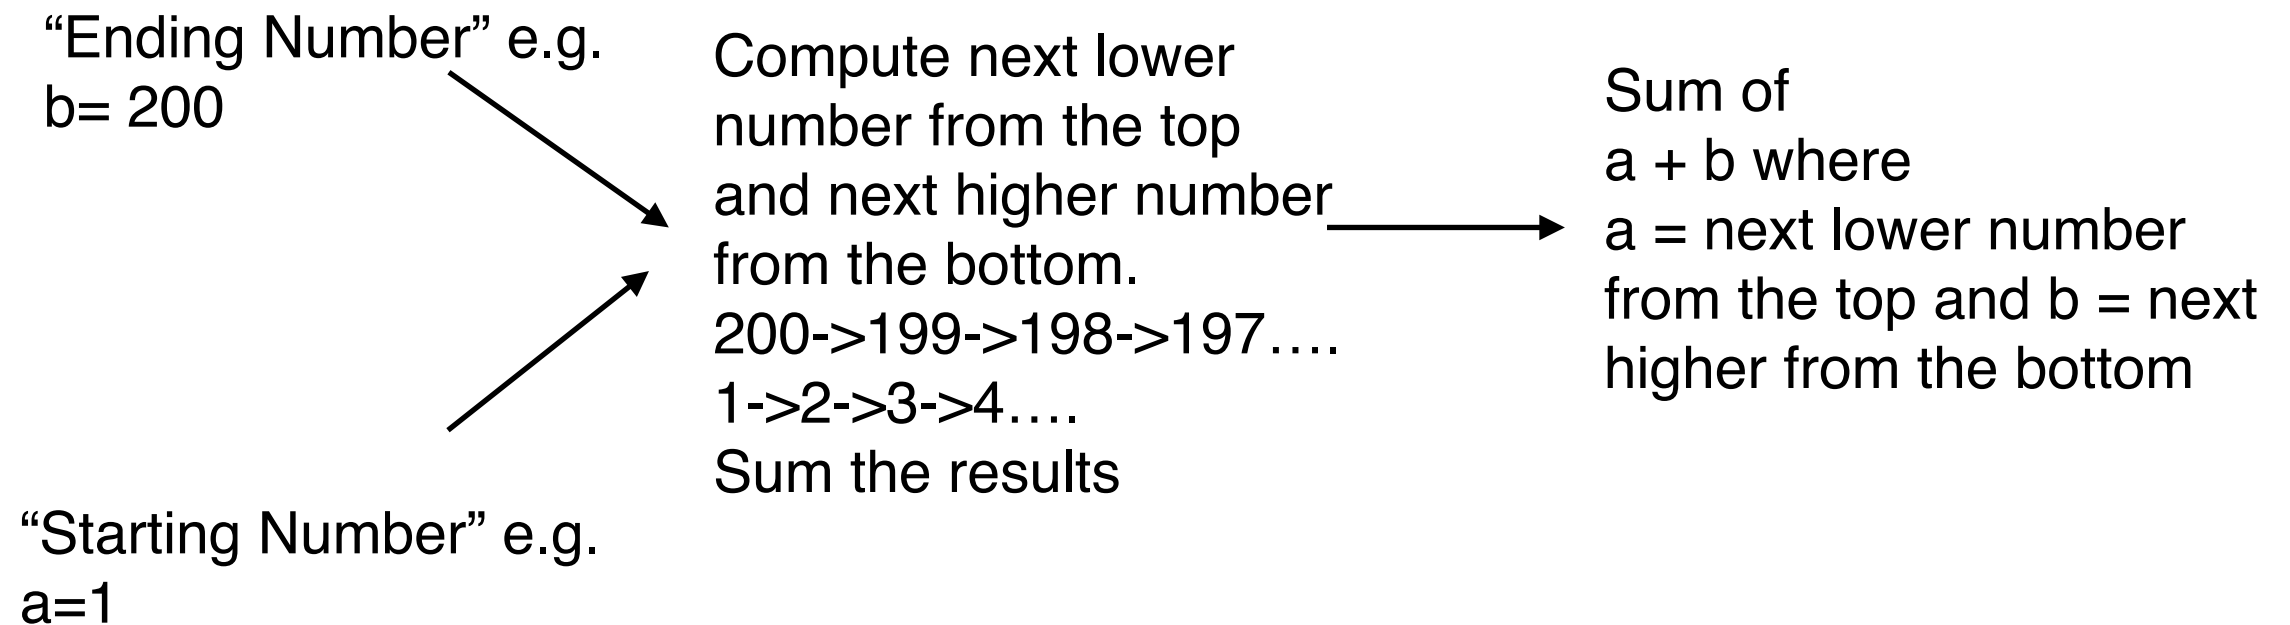 “Ending Number” e.g.
b= 200
“Starting Number” e.g.
a=1
Compute next lower
number from the top
and next higher number
from the bottom.
200->199->198->197….
1->2->3->4….
Sum the results
Sum of
a + b where
a = next lower number
from the top and b = next
higher from the bottom